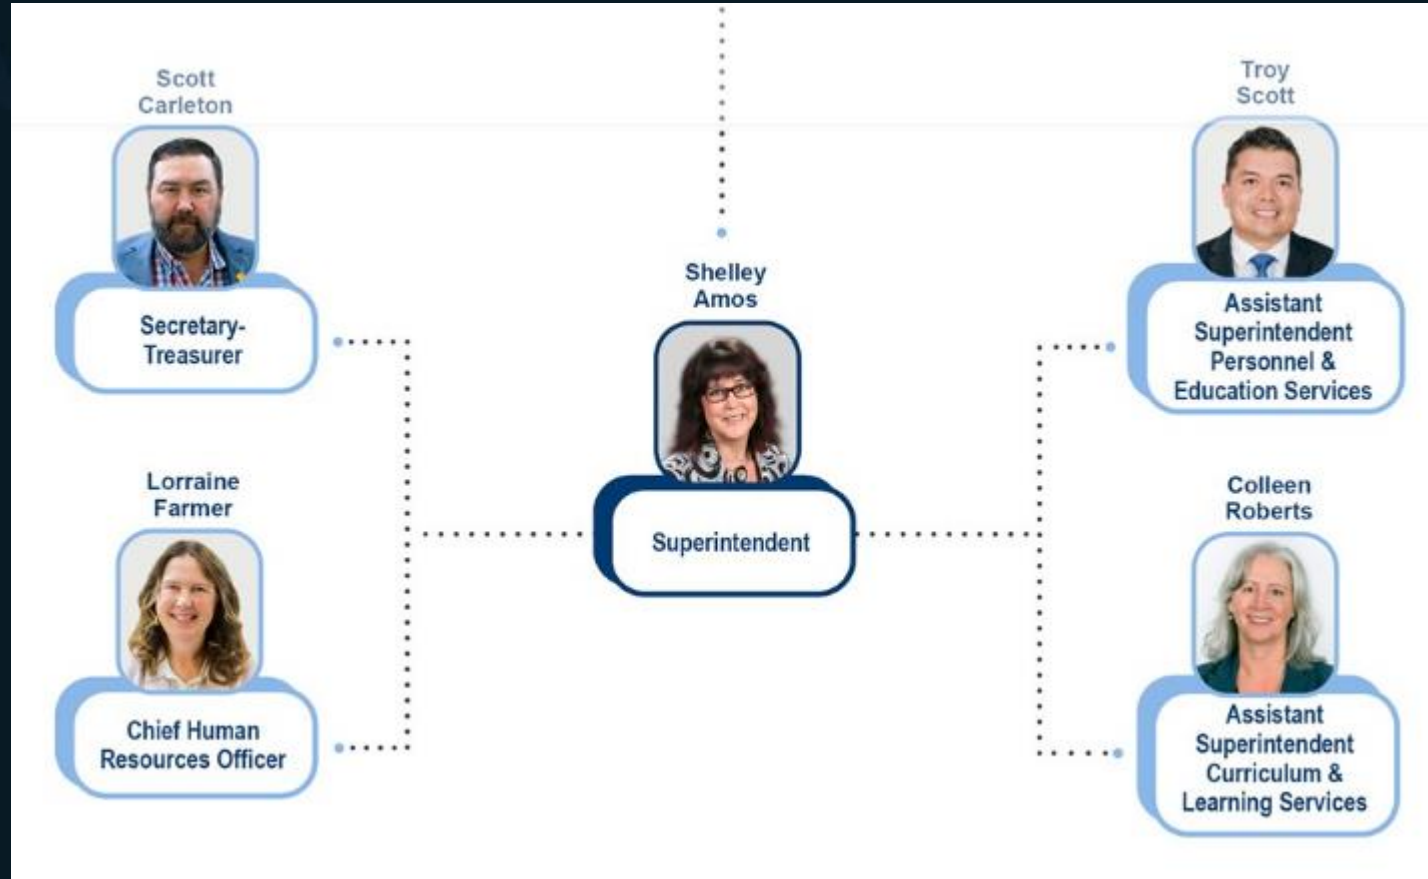 Scott
Carleton
Secretary-
Treasurer
Troy
Scott
Assistant
Superintendent
Personnel &
Education Services
Shelley
Amos
Superintendent
Lorraine
Farmer
Chief Human
Resources Officer
Colleen
Roberts
Assistant
Superintendent
Curriculum &
Learning Services